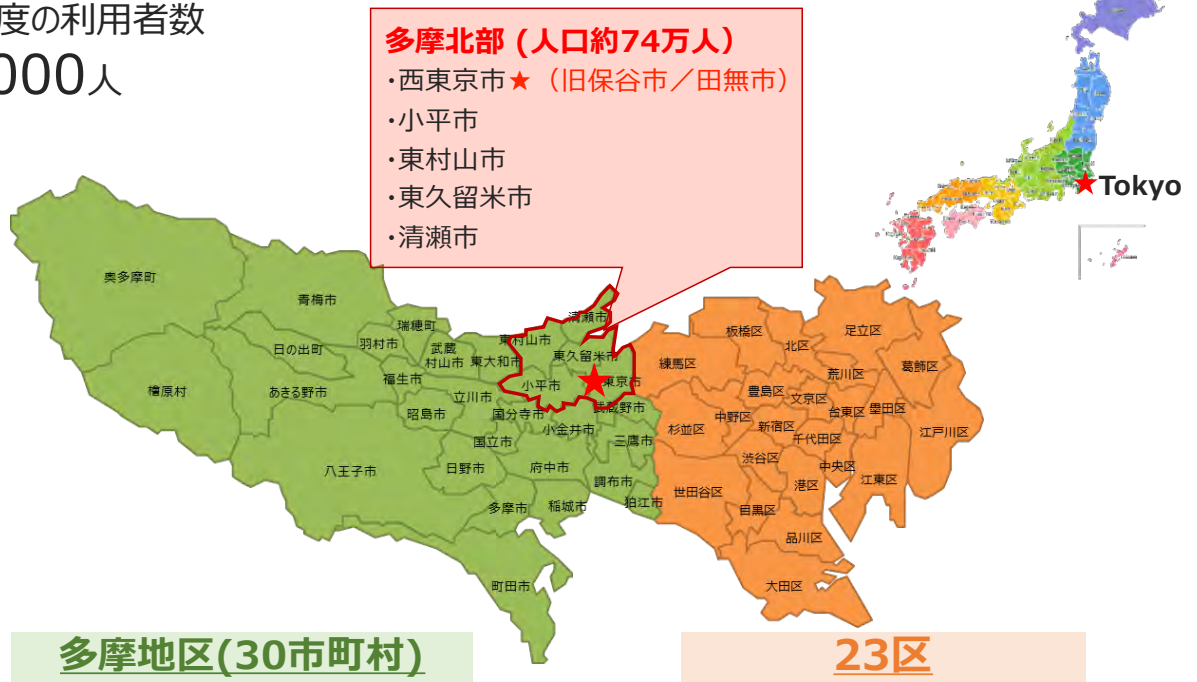 度の利用者数
000人
多摩北部 (人口約74万人）
・西東京市★（旧保谷市／田無市）
・小平市
・東村山市
・東久留米市
・清瀬市
★Tokyo
奥多摩町
青梅市
瑞穂町
羽村市
武蔵
村山市
日の出町
福生市
東大和市
東村山市
清瀬市
東久留米市
小平市
東京市
檜原村
あきる野市
昭島市
立川市
国分寺市
小金井市
武蔵野市
三鷹市
国立市
八王子市
日野市
府中市
調布市
狛江市
多摩市
稲城市
町田市
板橋区
北区
足立区
葛飾区
練馬区
豊島区
文京区
荒川区
台東区
墨田区
江戸川区
杉並区
中野区
新宿区
千代田区
渋谷区
中央区
江東区
世田谷区
港区
目黒区
品川区
大田区
多摩地区(30市町村)
23区